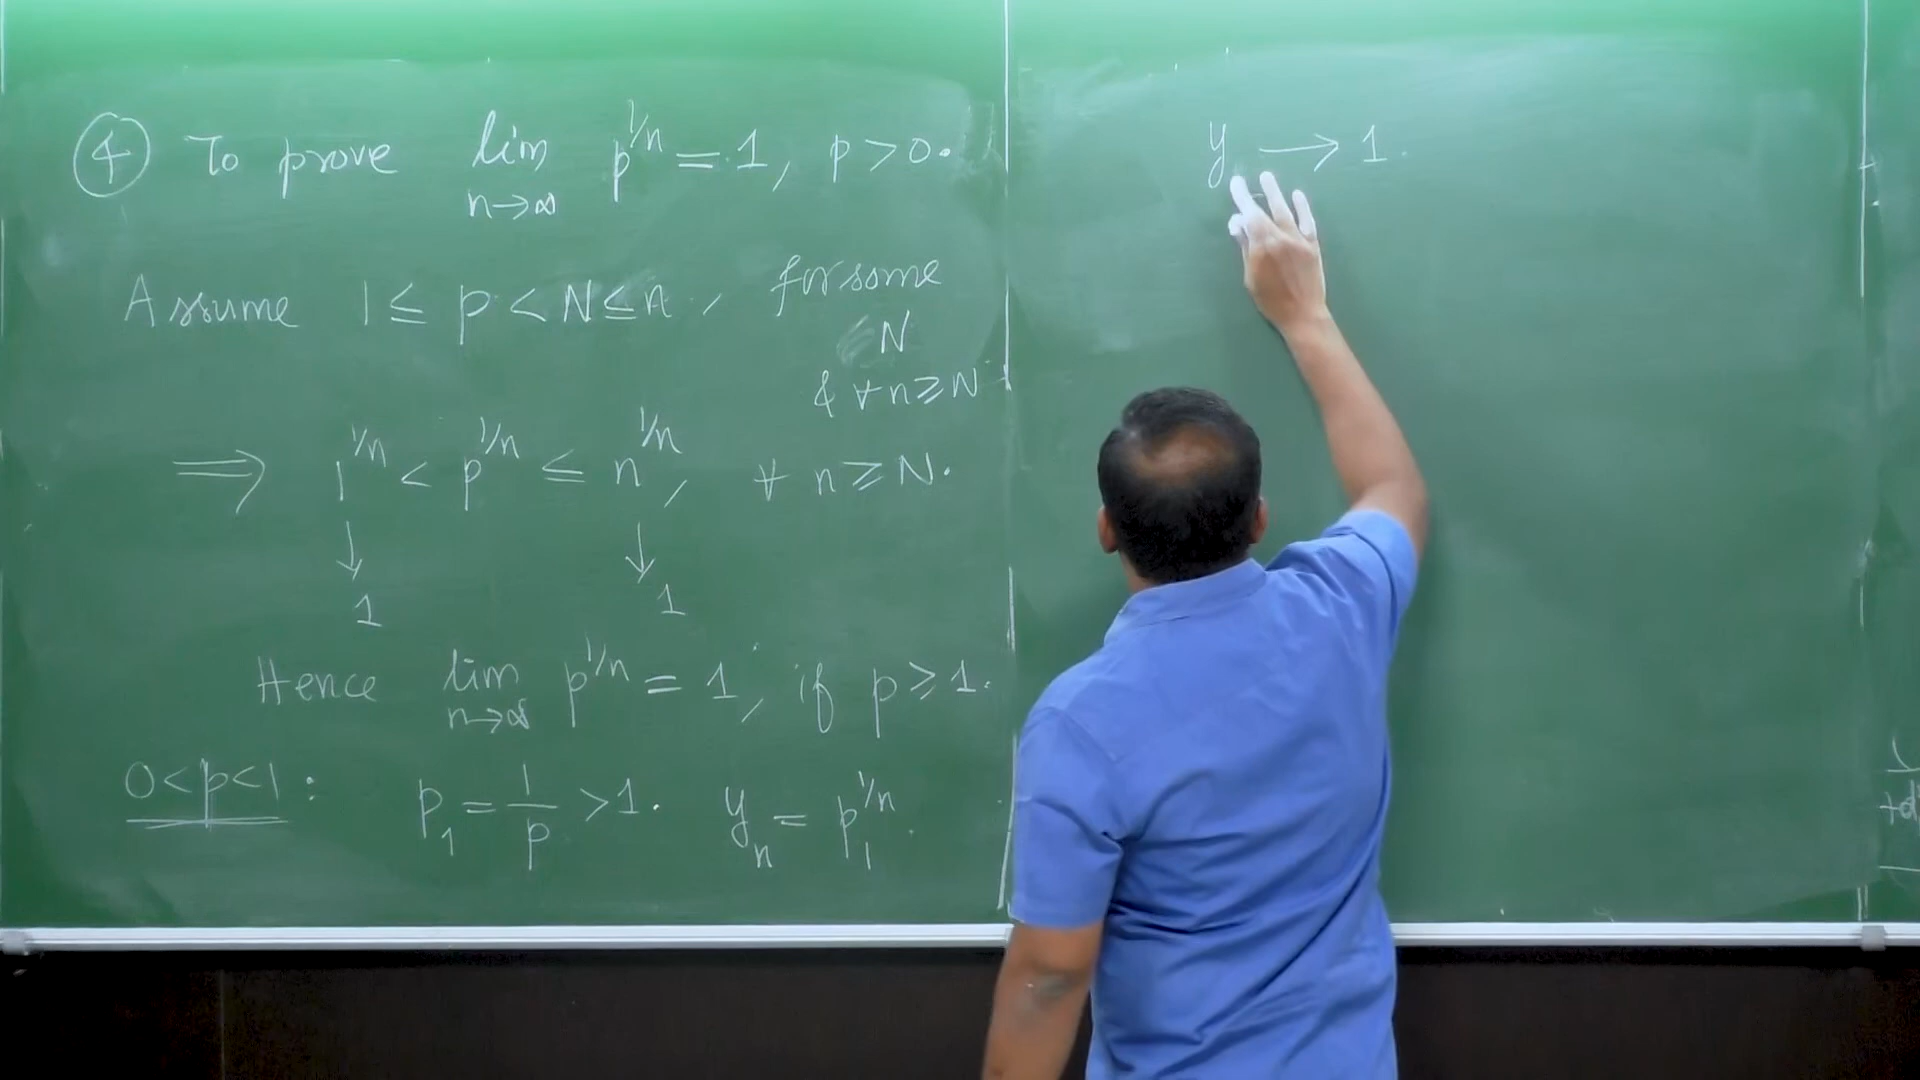 ④ To prove lim n→∞ p^{1/n} = 1, p > 0.
Assume 1 ≤ p < N ≤ n, for some N
& ∀ n ≥ N
⟹ 1^{1/n} < p^{1/n} ≤ n^{1/n}, ∀ n ≥ N.
↓ ↓
1 1
Hence lim n→∞ p^{1/n} = 1, if p ≥ 1.
0 < p < 1 : p₁ = 1/p > 1. yₙ = p₁^{1/n}.
y → 1.